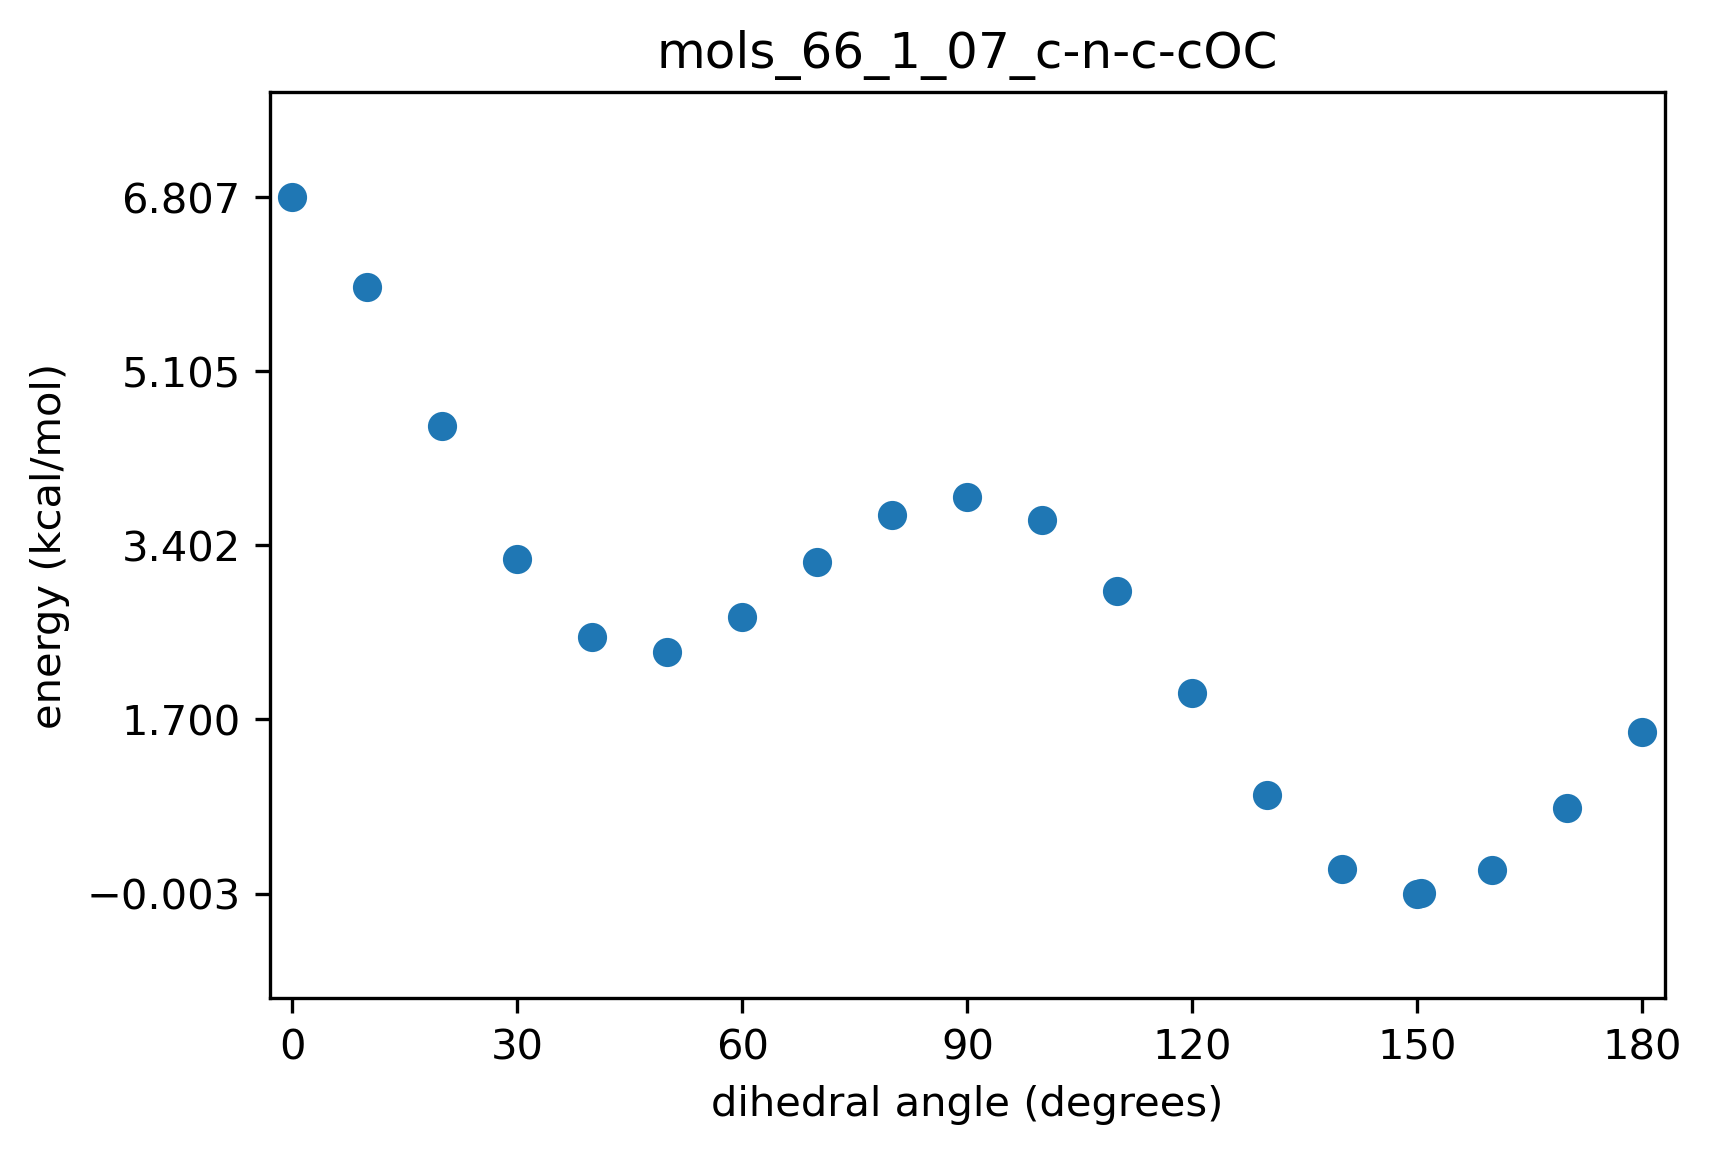 mols_66_1_07_c-n-c-cOC
energy (kcal/mol)
6.807
5.105
3.402
1.700
−0.003
0 30 60 90 120 150 180
dihedral angle (degrees)